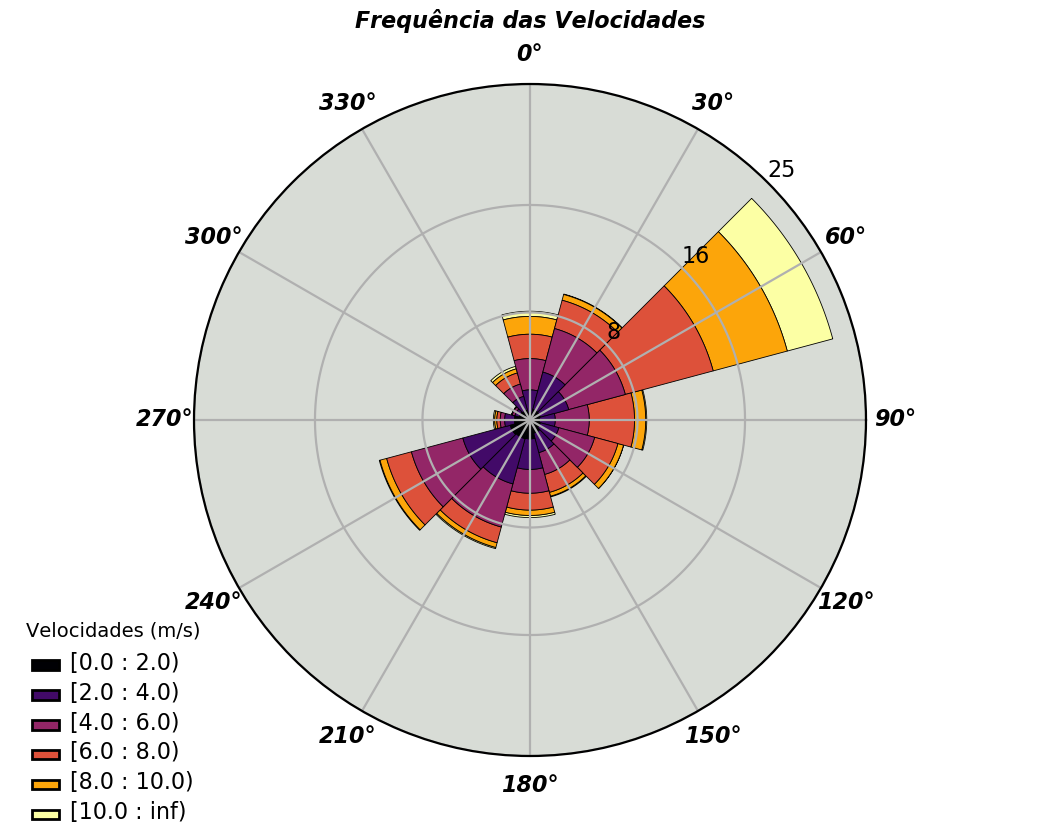 Frequência das Velocidades
0°
330°
30°
25
300°
60°
16
8
270°
90°
240°
120°
Velocidades (m/s)
[0.0 : 2.0)
[2.0 : 4.0)
[4.0 : 6.0)
[6.0 : 8.0)
[8.0 : 10.0)
[10.0 : inf)
210°
150°
180°